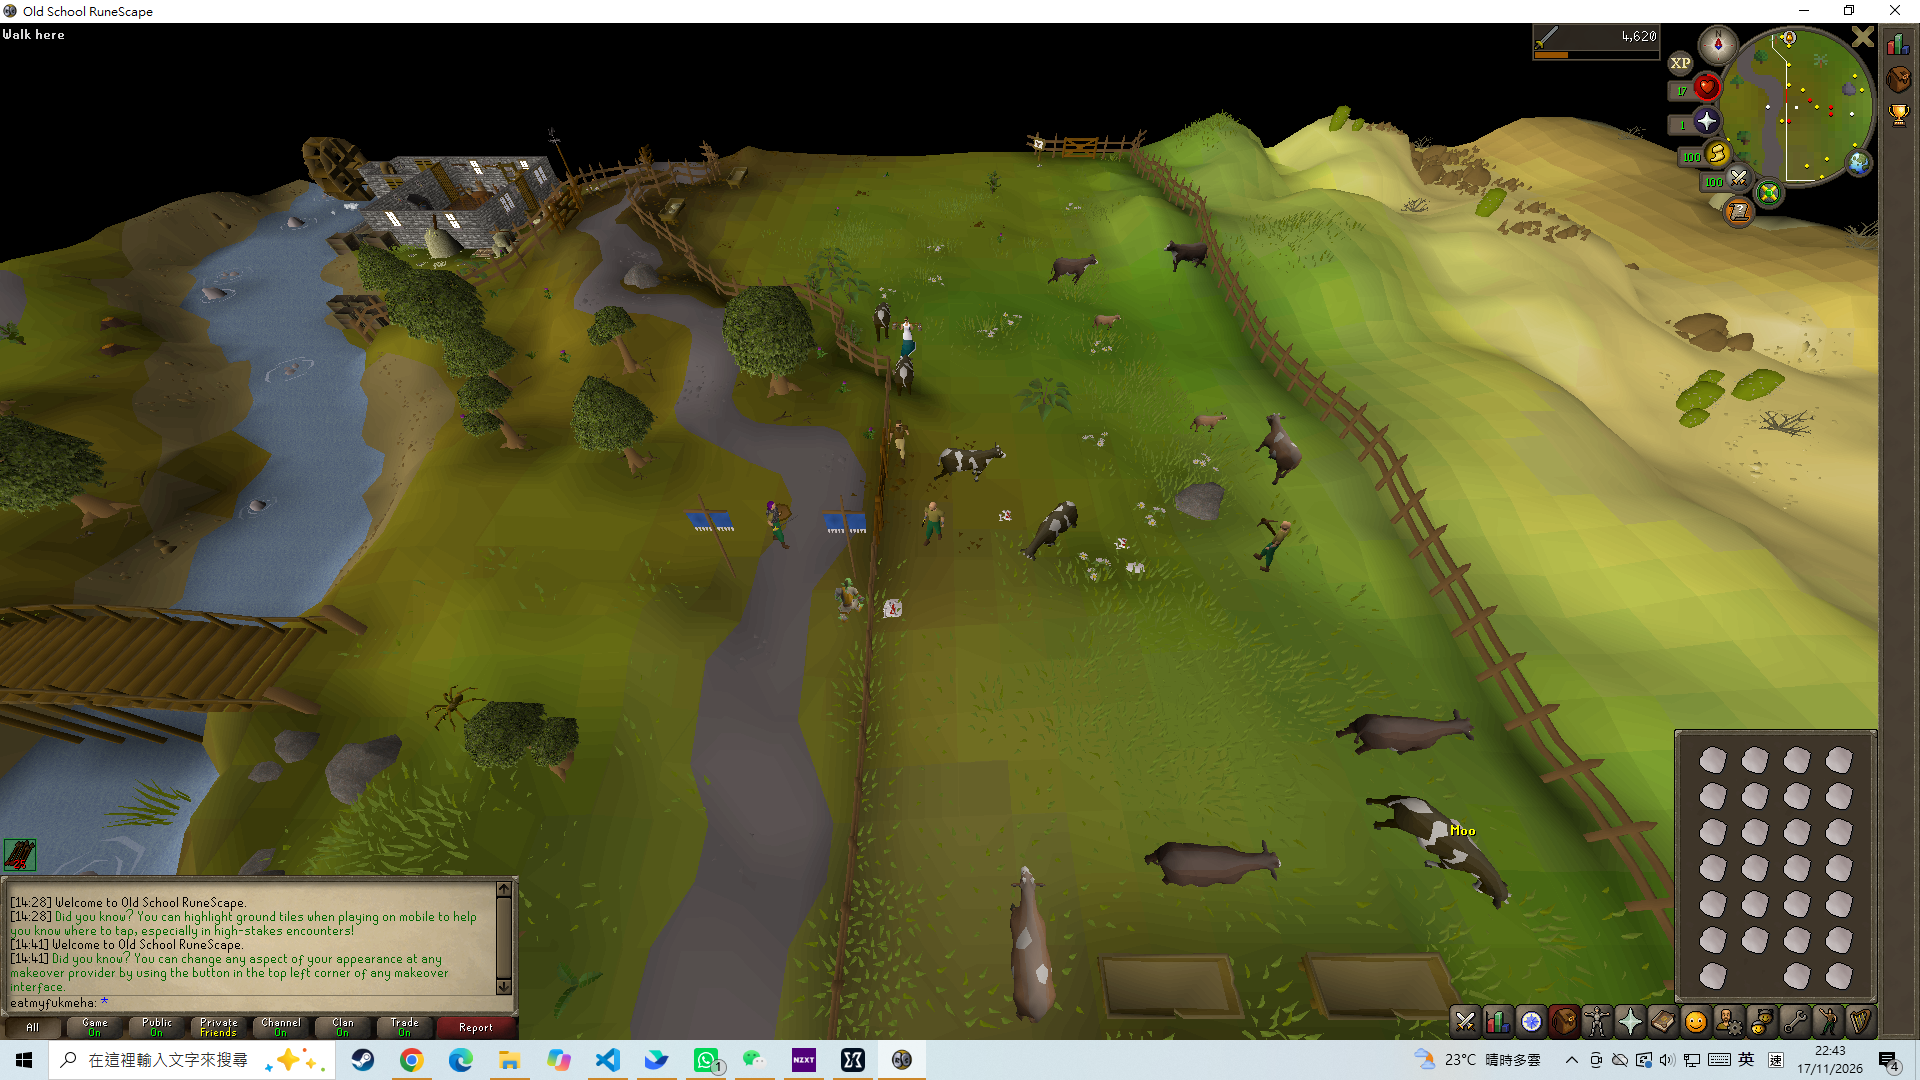 Old School RuneScape
Walk here
4,620
N
XP
17
1
100
100
Moo
25
[14:28] Welcome to Old School RuneScape.
[14:28] Did you know? You can highlight ground tiles when playing on mobile to help
you know where to tap, especially in high-stakes encounters!
[14:41] Welcome to Old School RuneScape.
[14:41] Did you know? You can change any aspect of your appearance at any
makeover provider by using the button in the top left corner of any makeover
interface.
eatmyfukmeha: *
All
Game
On
Public
On
Private
Friends
Channel
On
Clan
On
Trade
On
Report
在這裡輸入文字來搜尋
1
NZXT
23°C 晴時多雲
英
速
22:43
17/11/2026
4